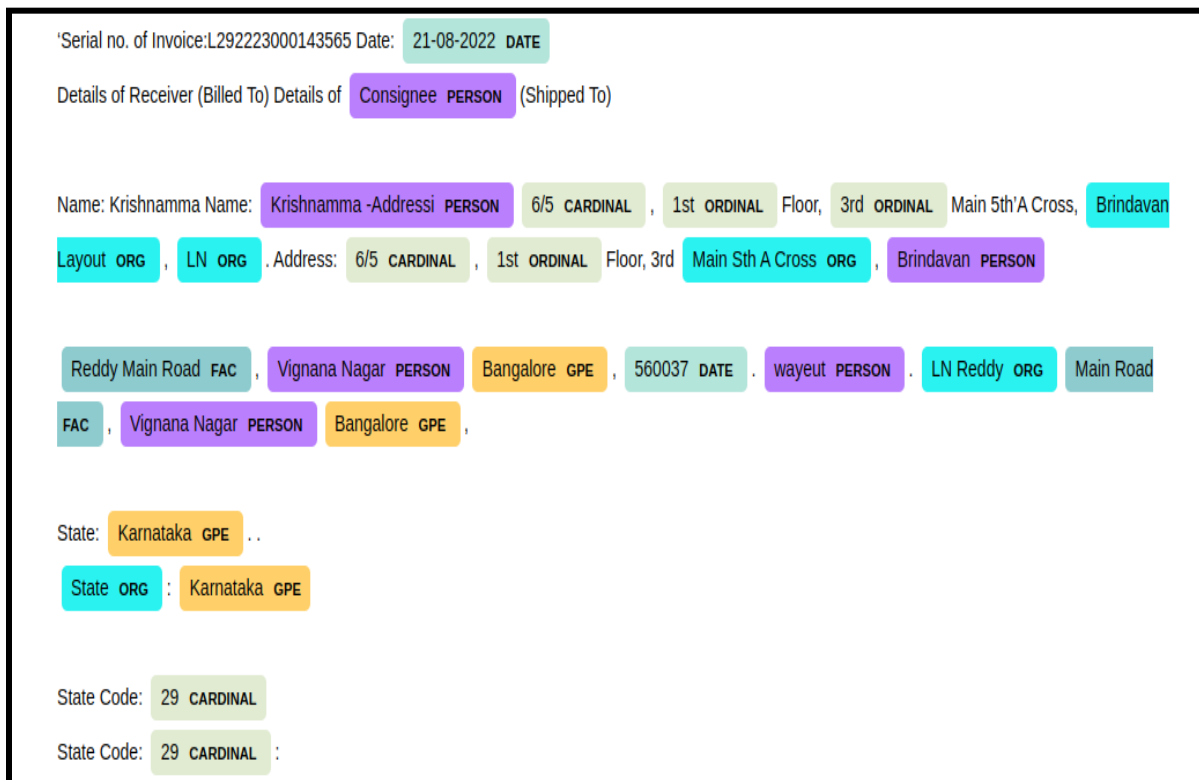 ‘Serial no. of Invoice:L292223000143565 Date: 21-08-2022 DATE
Details of Receiver (Billed To) Details of Consignee PERSON (Shipped To)
Name: Krishnamma Name: Krishnamma -Addressi PERSON 6/5 CARDINAL , 1st ORDINAL Floor, 3rd ORDINAL Main 5th'A Cross, Brindavan
Layout ORG , LN ORG . Address: 6/5 CARDINAL , 1st ORDINAL Floor, 3rd Main Sth A Cross ORG , Brindavan PERSON
Reddy Main Road FAC , Vignana Nagar PERSON Bangalore GPE , 560037 DATE . wayeut PERSON . LN Reddy ORG Main Road
FAC , Vignana Nagar PERSON Bangalore GPE ,
State: Karnataka GPE . .
State ORG : Karnataka GPE
State Code: 29 CARDINAL
State Code: 29 CARDINAL :